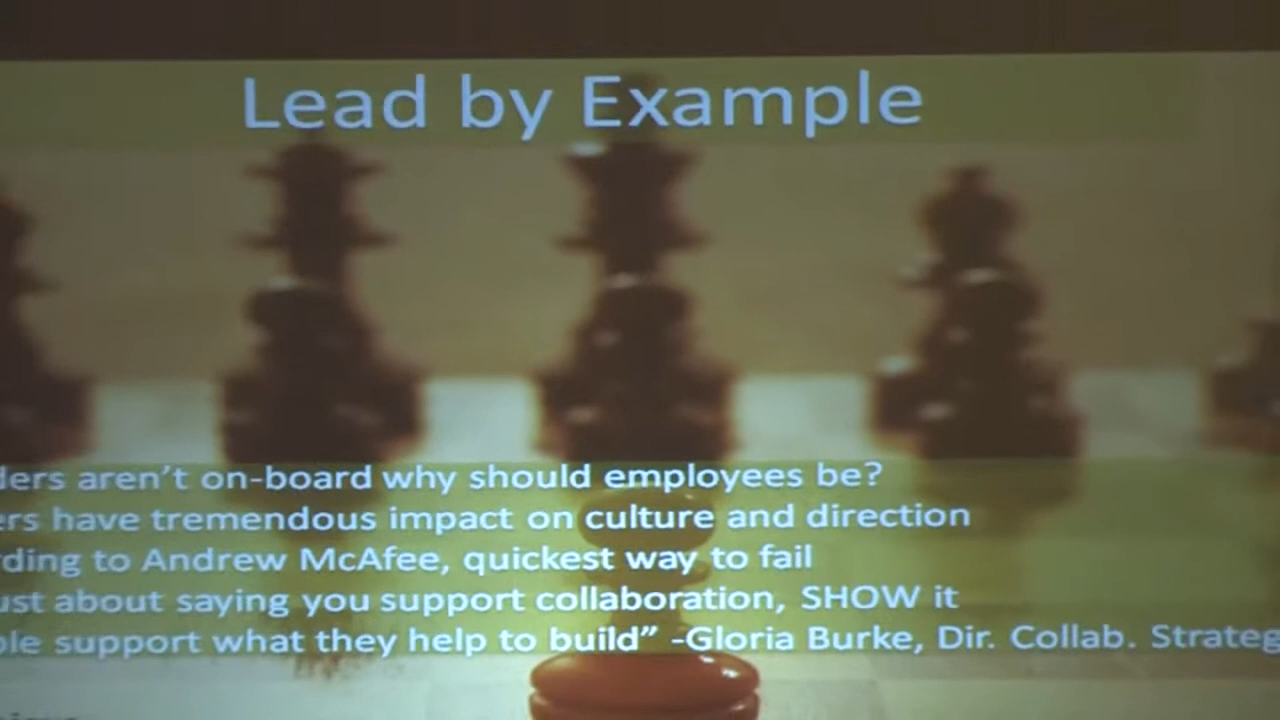 Lead by Example
ders aren't on-board why should employees be?
ers have tremendous impact on culture and direction
rding to Andrew McAfee, quickest way to fail
ust about saying you support collaboration, SHOW it
ple support what they help to build" -Gloria Burke, Dir. Collab. Strateg